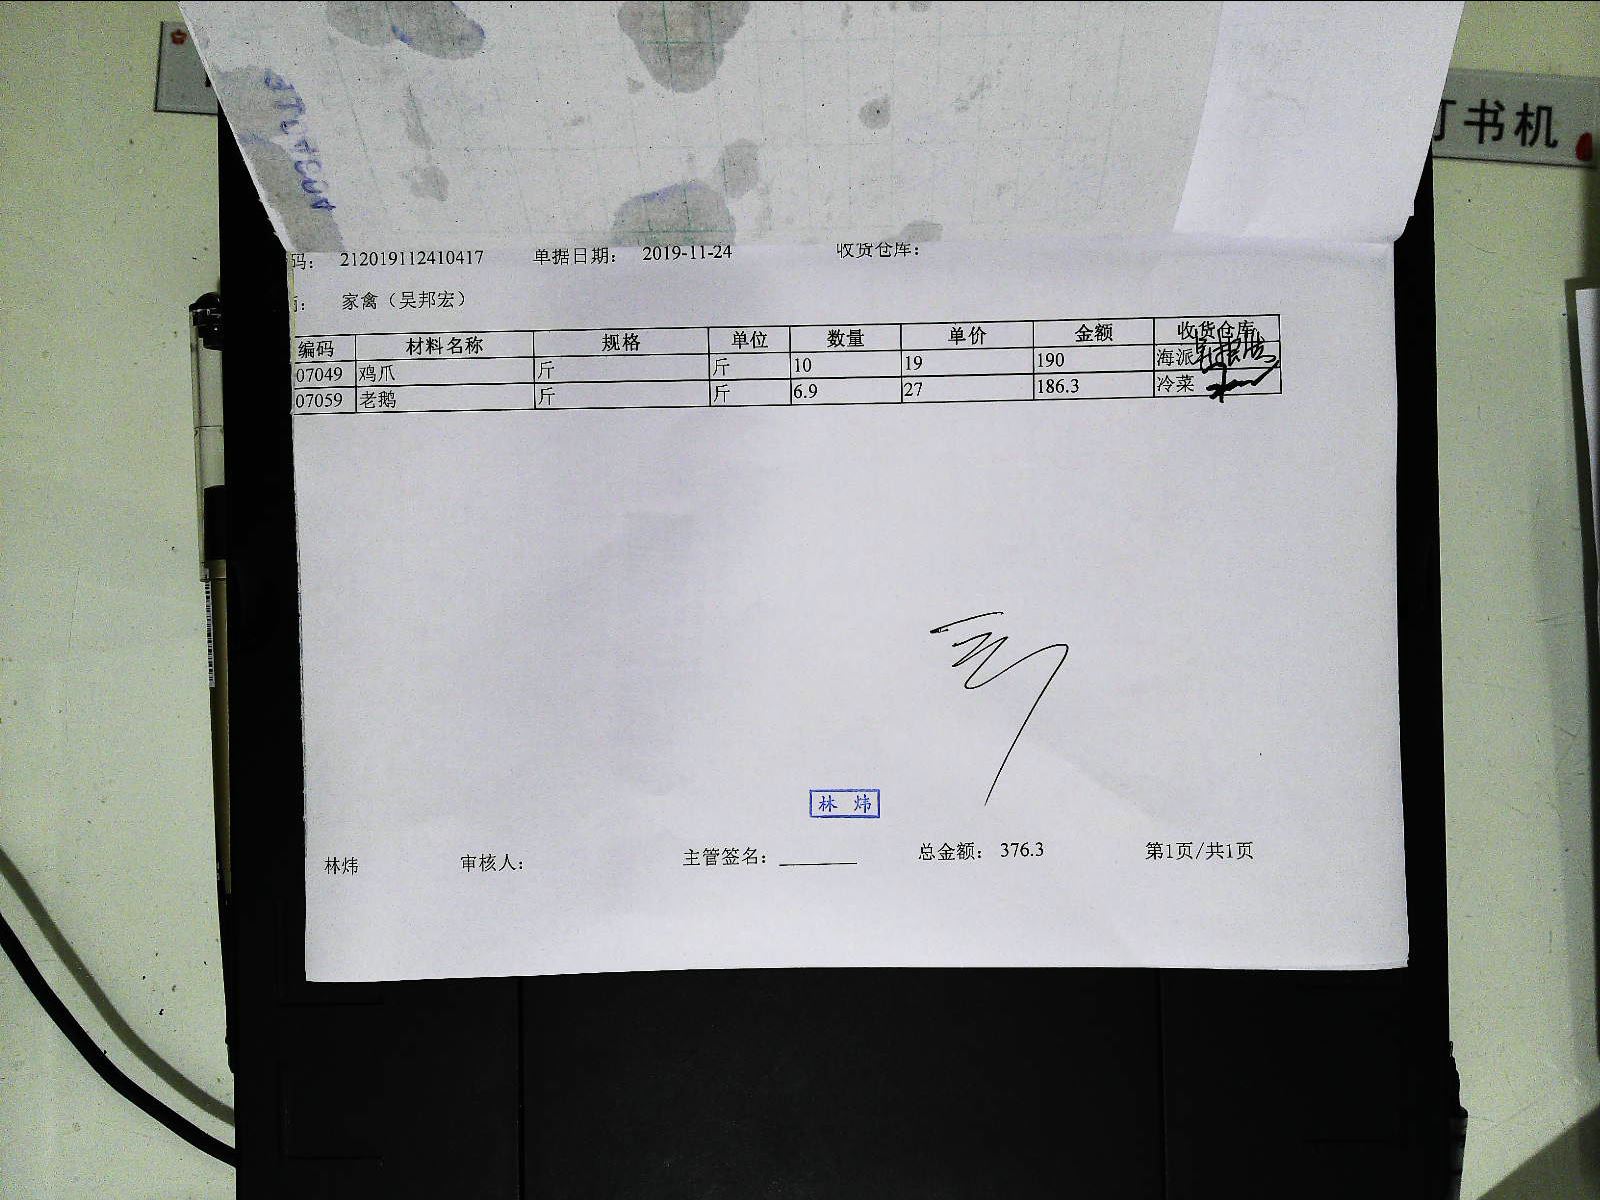 订书机
码: 212019112410417 单据日期: 2019-11-24 收货仓库:
商: 家禽（吴邦宏）
编码 材料名称 规格 单位 数量 单价 金额 收货仓库
07049 鸡爪 斤 斤 10 19 190 海派
07059 老鹅 斤 斤 6.9 27 186.3 冷菜
林 炜
林炜 审核人: 主管签名: 总金额: 376.3 第1页/共1页